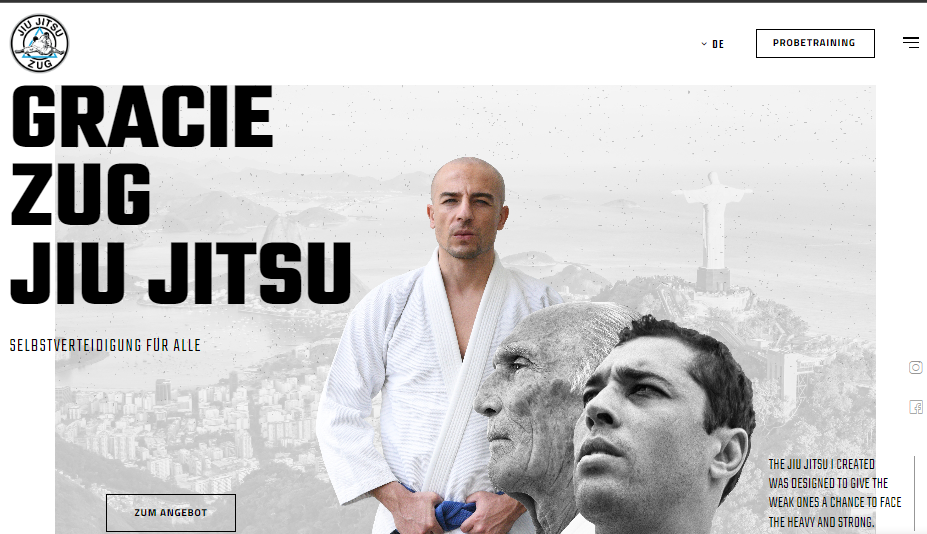 JIU JITSU
ZUG
DE
PROBETRAINING
GRACIE
ZUG
JIU JITSU
SELBSTVERTEIDIGUNG FÜR ALLE
ZUM ANGEBOT
THE JIU JITSU I CREATED
WAS DESIGNED TO GIVE THE
WEAK ONES A CHANCE TO FACE
THE HEAVY AND STRONG.